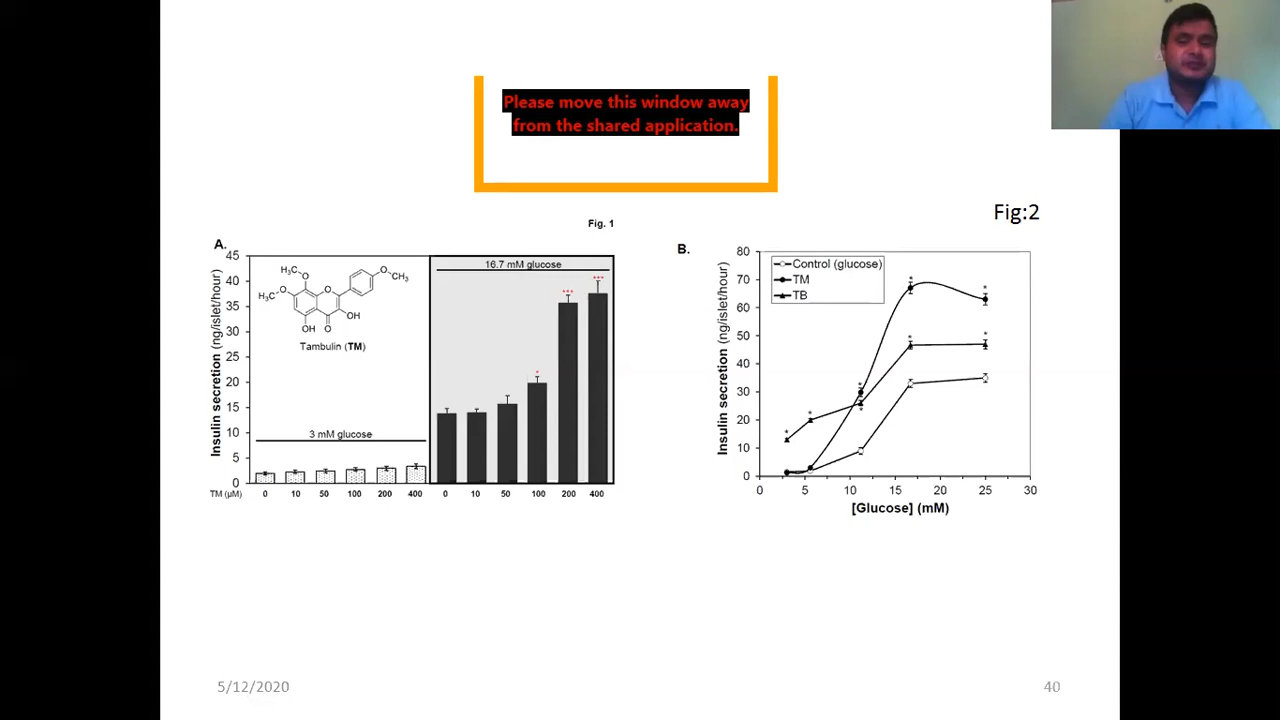 Please move this window away
from the shared application.
Fig:2
Fig. 1
A.
45
40
35
30
25
20
15
10
5
0
Insulin secretion (ng/islet/hour)
H₃C
O
OCH₃
H₃C
O
O
OH
OH
O
Tambulin (TM)
3 mM glucose
16.7 mM glucose
*
***
***
TM (µM) 0 10 50 100 200 400 0 10 50 100 200 400
B.
80
70
60
50
40
30
20
10
0
Insulin secretion (ng/islet/hour)
Control (glucose)
TM
TB
0 5 10 15 20 25 30
[Glucose] (mM)
5/12/2020
40